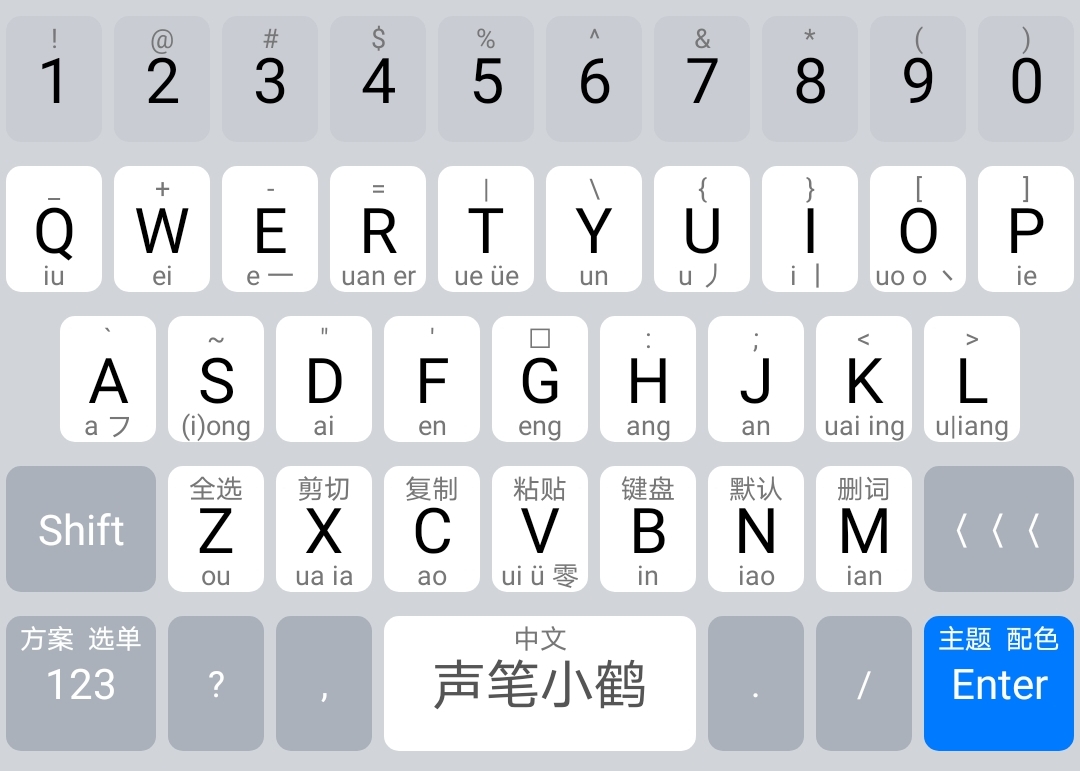 ! @ # $ % ^ & * ( )
1 2 3 4 5 6 7 8 9 0
_ + - = | \ { } [ ]
Q W E R T Y U I O P
iu ei e 一 uan er ue üe un u 丿 i 丨 uo o 丶 ie
` ~ " ' □ : ; < >
A S D F G H J K L
a フ (i)ong ai en eng ang an uai ing u|iang
全选 剪切 复制 粘贴 键盘 默认 删词
Shift Z X C V B N M 〈〈〈
ou ua ia ao ui ü 零 in iao ian
方案 选单 中文 主题 配色
123 ? , 声笔小鹤 . / Enter